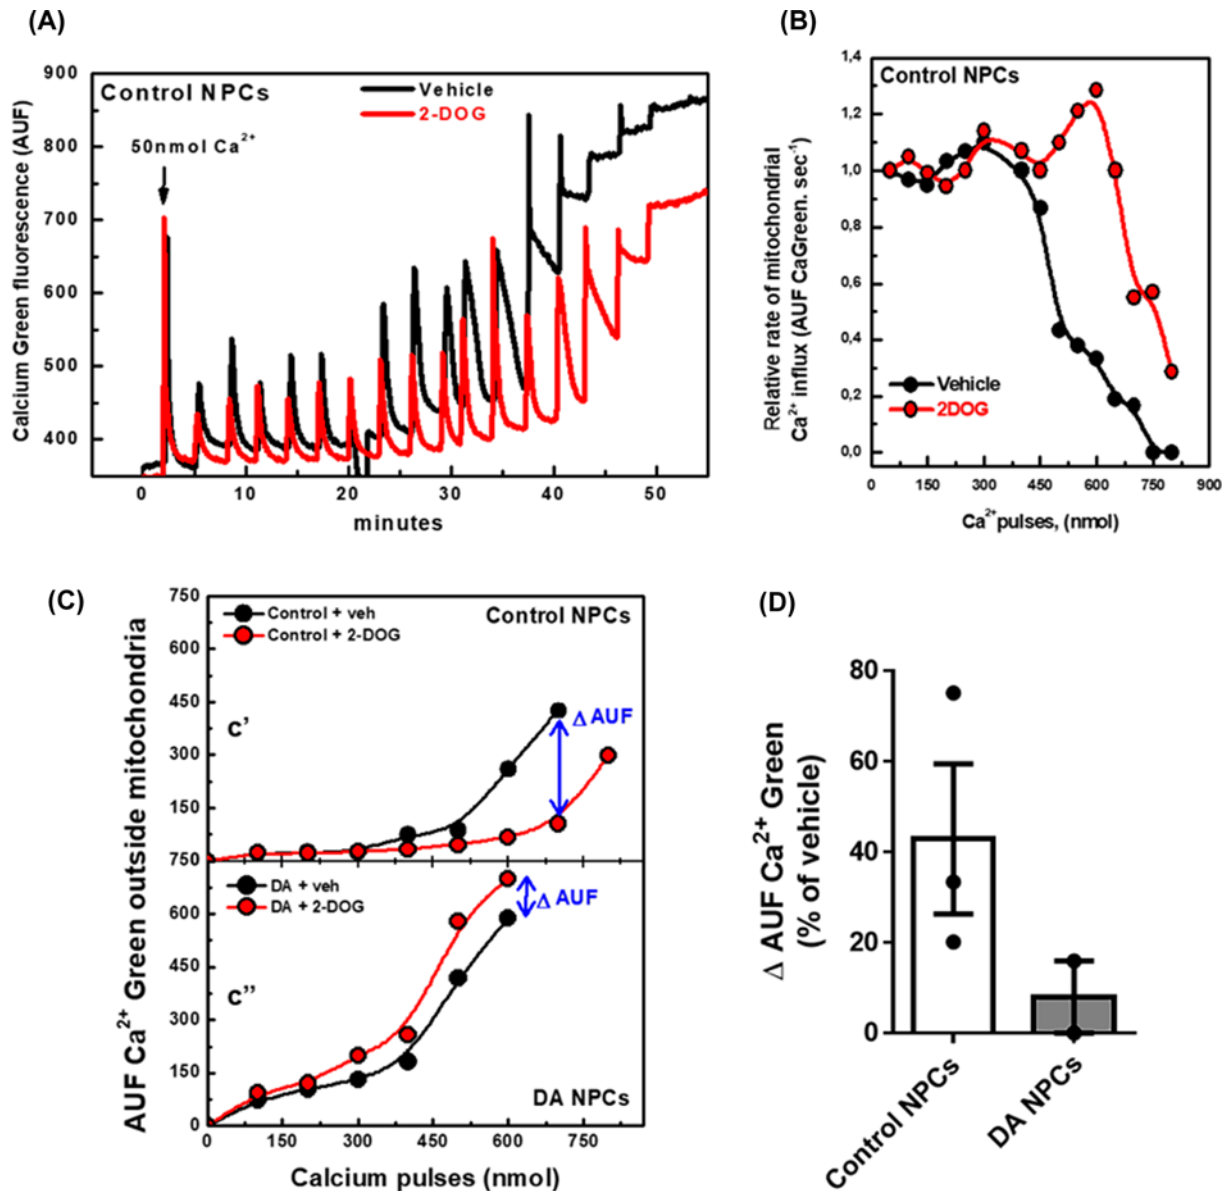 (A)
Control NPCs
Vehicle
2-DOG
50nmol Ca²⁺
Calcium Green fluorescence (AUF)
900
800
700
600
500
400
0
10
20
30
40
50
minutes
(B)
Control NPCs
Relative rate of mitochondrial
Ca²⁺ influx (AUF CaGreen. sec⁻¹)
1,4
1,2
1,0
0,8
0,6
0,4
0,2
0,0
Vehicle
2DOG
0
150
300
450
600
750
900
Ca²⁺pulses, (nmol)
(C)
AUF Ca²⁺ Green outside mitochondria
750
600
450
300
150
Control + veh
Control + 2-DOG
Control NPCs
c'
Δ AUF
750
600
450
300
150
0
DA + veh
DA + 2-DOG
Δ AUF
c''
DA NPCs
0
150
300
450
600
750
Calcium pulses (nmol)
(D)
Δ AUF Ca²⁺ Green
(% of vehicle)
80
60
40
20
0
Control NPCs
DA NPCs